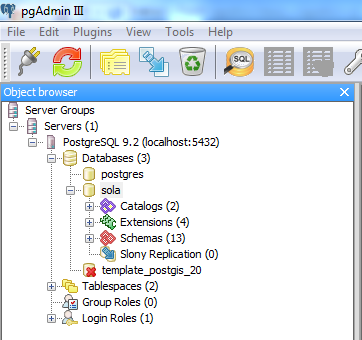 pgAdmin III
File Edit Plugins View Tools Help
SQL
Object browser
Server Groups
Servers (1)
PostgreSQL 9.2 (localhost:5432)
Databases (3)
postgres
sola
Catalogs (2)
Extensions (4)
Schemas (13)
Slony Replication (0)
template_postgis_20
Tablespaces (2)
Group Roles (0)
Login Roles (1)